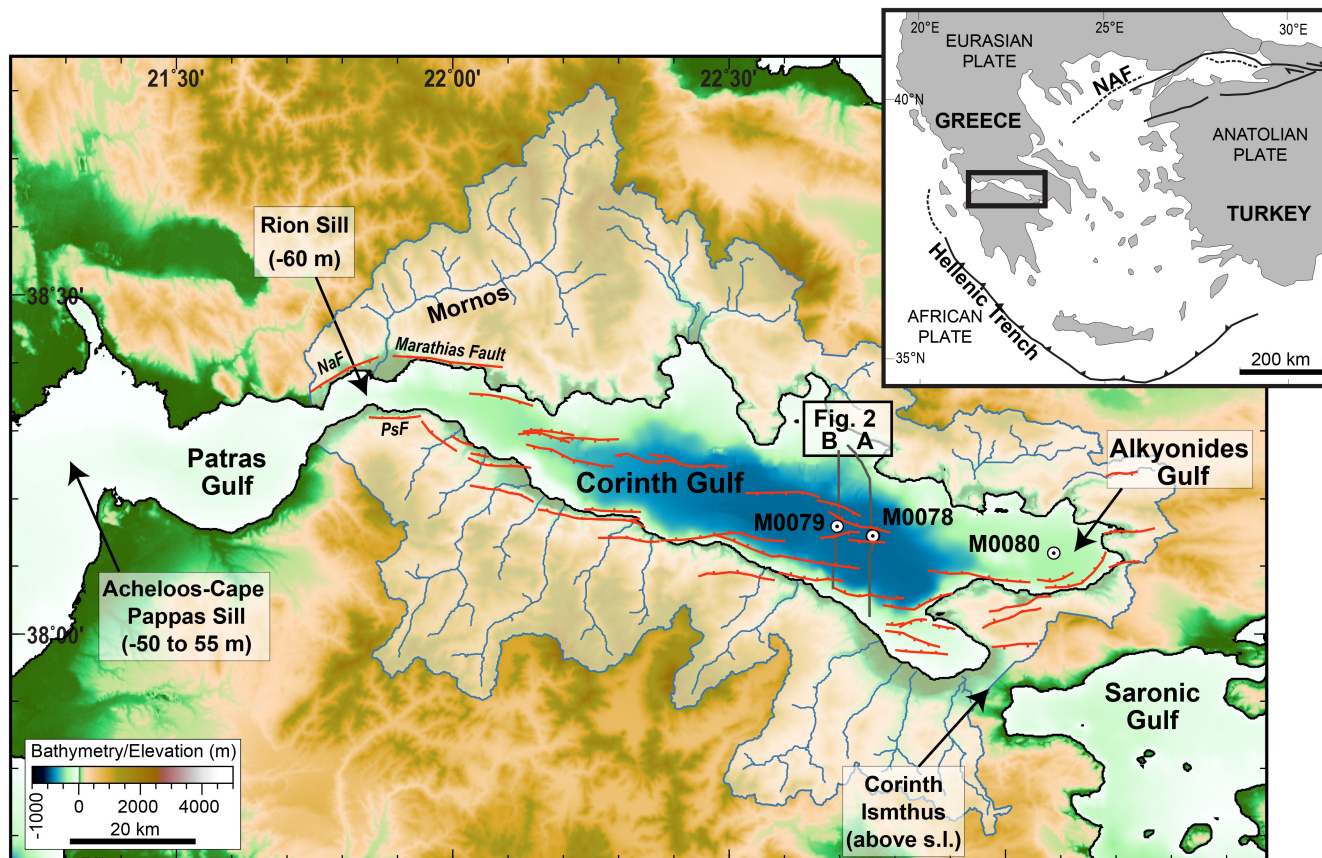 20°E
25°E
30°E
EURASIAN
PLATE
NAF
40°N
GREECE
ANATOLIAN
PLATE
TURKEY
Hellenic Trench
AFRICAN
PLATE
35°N
200 km
21°30'
22°00'
22°30'
Rion Sill
(-60 m)
38°30'
Mornos
NaF
Marathias Fault
PsF
Fig. 2
B A
Patras
Gulf
Corinth Gulf
Alkyonides
Gulf
M0079
M0078
M0080
Acheloos-Cape
Pappas Sill
(-50 to 55 m)
38°00'
Saronic
Gulf
Bathymetry/Elevation (m)
-1000
0
2000
4000
20 km
Corinth
Ismthus
(above s.l.)